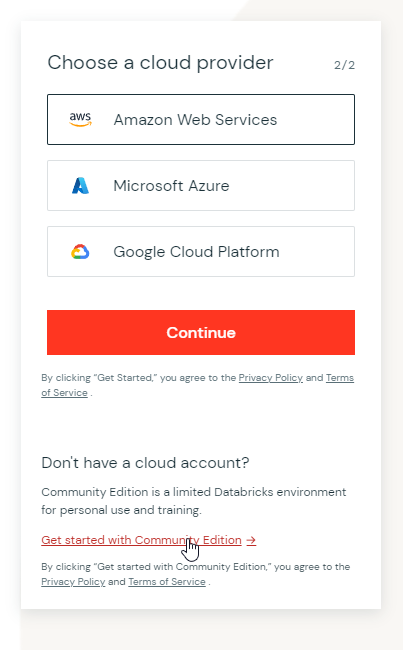 Choose a cloud provider 2/2
aws Amazon Web Services
Microsoft Azure
Google Cloud Platform
Continue
By clicking “Get Started,” you agree to the Privacy Policy and Terms
of Service .
Don't have a cloud account?
Community Edition is a limited Databricks environment
for personal use and training.
Get started with Community Edition →
By clicking “Get started with Community Edition,” you agree to the
Privacy Policy and Terms of Service .